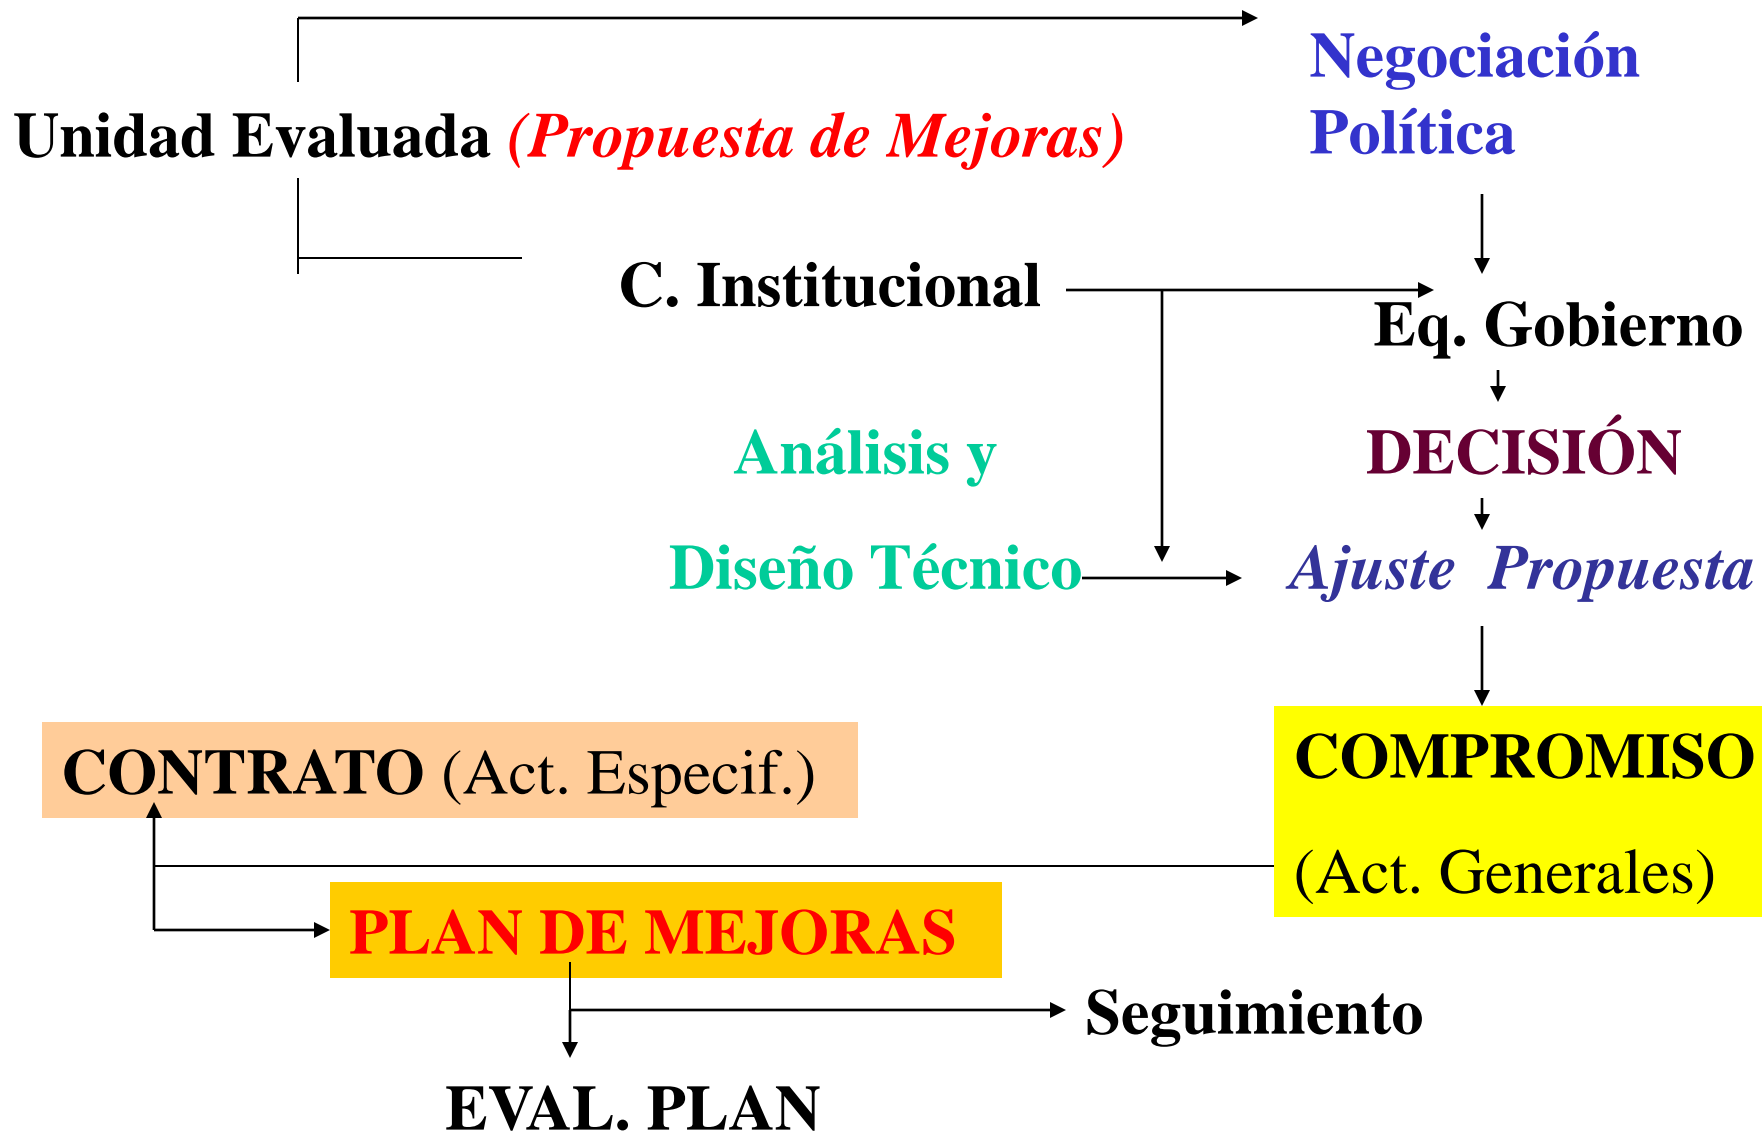 Negociación
Política
Unidad Evaluada (Propuesta de Mejoras)
C. Institucional
Eq. Gobierno
Análisis y
DECISIÓN
Diseño Técnico
Ajuste Propuesta
CONTRATO (Act. Especif.)
COMPROMISO
(Act. Generales)
PLAN DE MEJORAS
Seguimiento
EVAL. PLAN